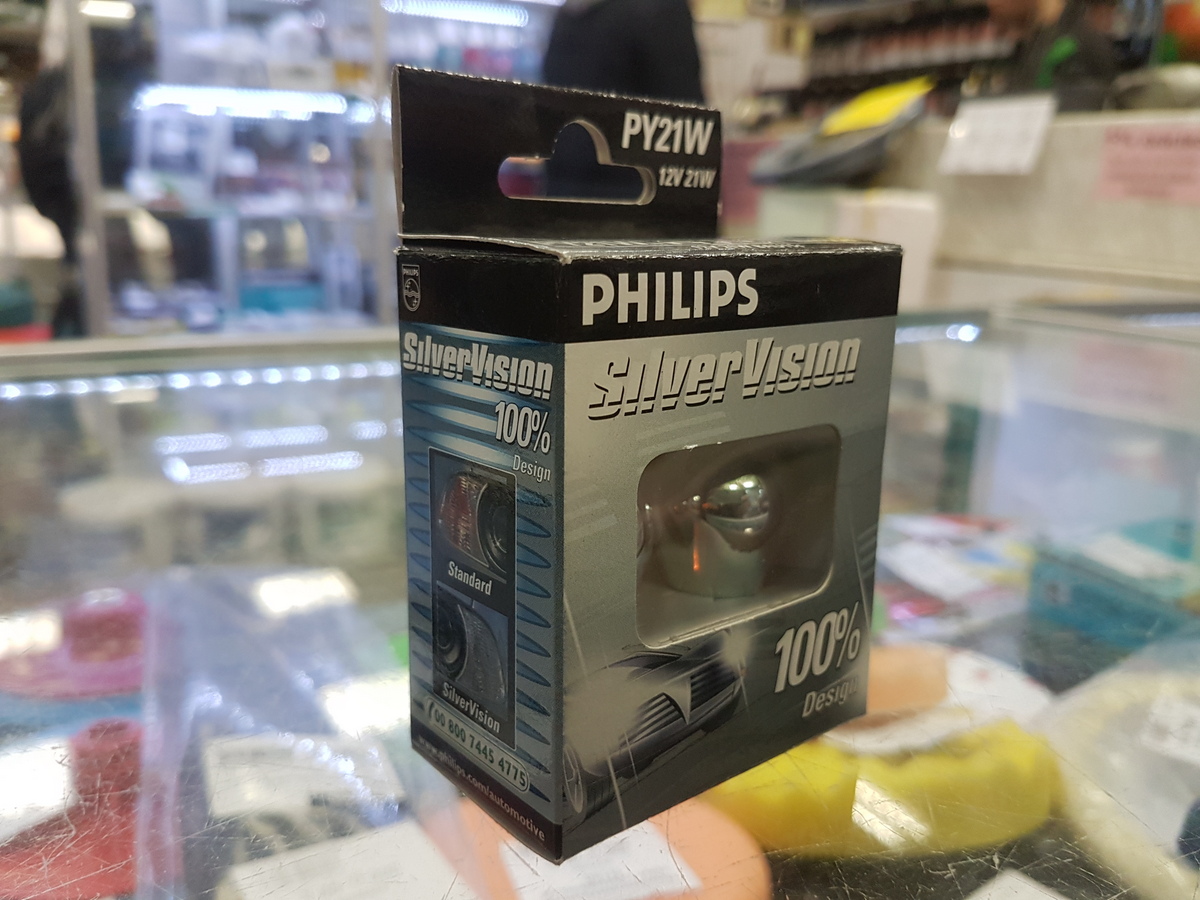 PY21W
12V 21W
PHILIPS
SilverVision
100%
Design
PHILIPS
SilverVision
100%
Design
Standard
SilverVision
00 800 7445 4775
www.philips.com/automotive